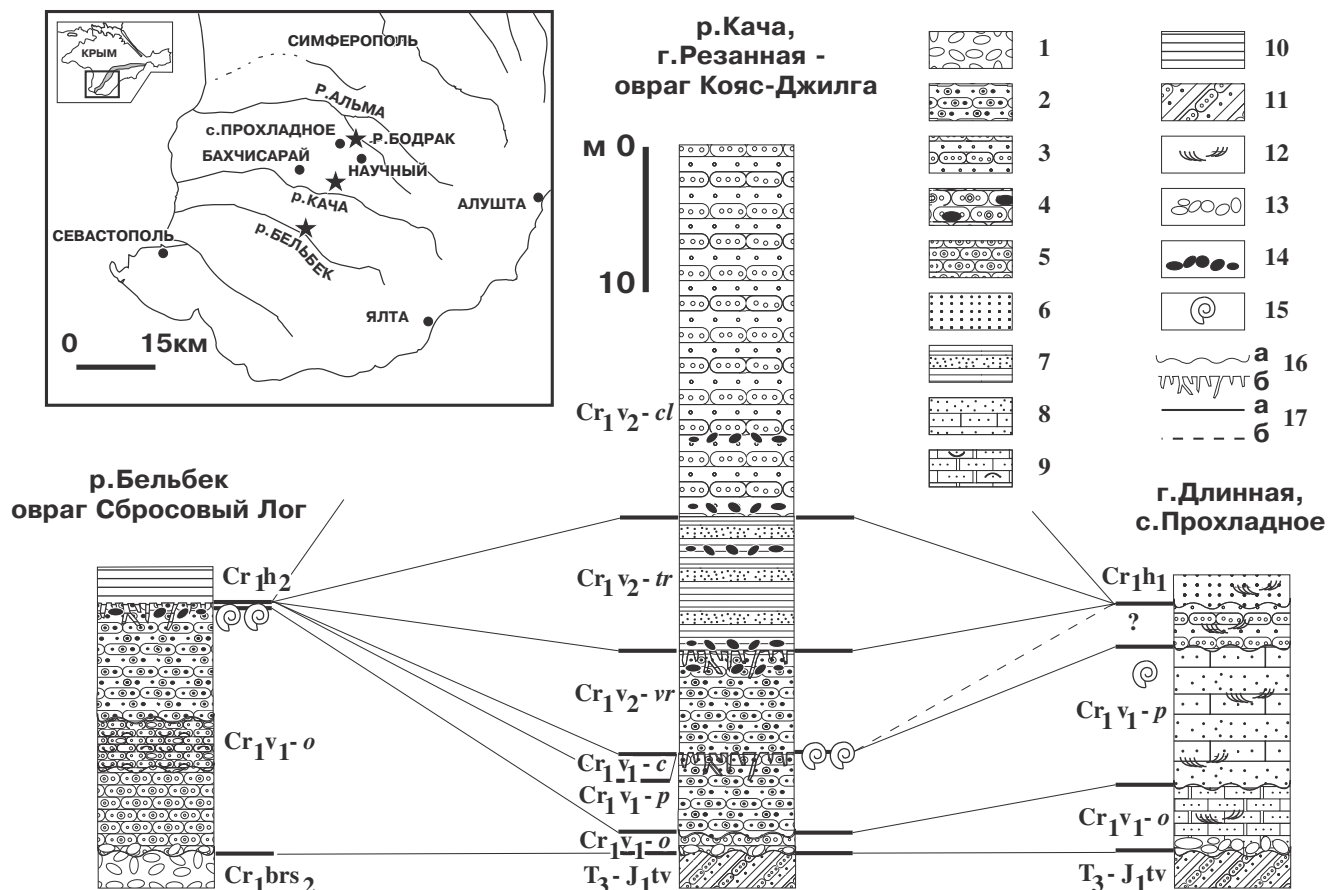 КРЫМ
СИМФЕРОПОЛЬ
Р.АЛЬМА
с.ПРОХЛАДНОЕ
Р.БОДРАК
БАХЧИСАРАЙ
НАУЧНЫЙ
р.КАЧА
АЛУШТА
р.БЕЛЬБЕК
СЕВАСТОПОЛЬ
ЯЛТА
0 15км
р.Кача,
г.Резанная -
овраг Кояс-Джилга
м 0
10
1
2
3
4
5
6
7
8
9
10
11
12
13
14
15
а
16
б
а
17
б
р.Бельбек
овраг Сбросовый Лог
Cr1h2
Cr1v1-o
Cr1brs2
Cr1v2-cl
Cr1v2-tr
Cr1v2-vr
Cr1v1-c
Cr1v1-p
Cr1v1-o
T3-J1tv
г.Длинная,
с.Прохладное
Cr1h1
?
Cr1v1-p
Cr1v1-o
T3-J1tv